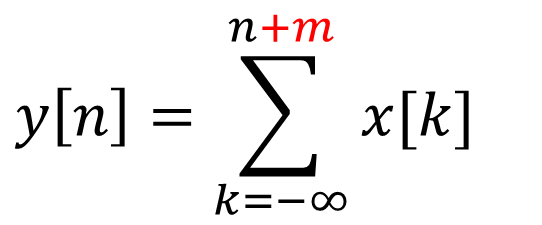 n+m
y[n] = ∑ x[k]
k=−∞